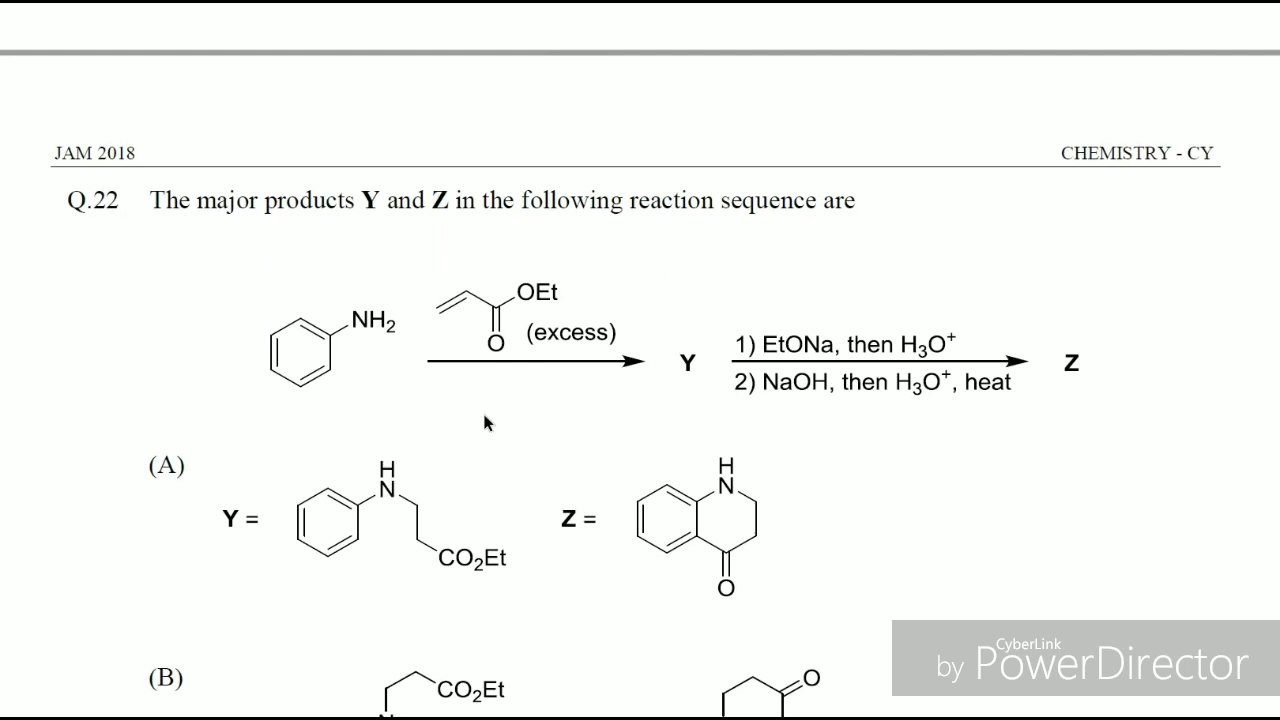 JAM 2018 CHEMISTRY - CY
Q.22 The major products Y and Z in the following reaction sequence are
NH2
OEt
O
(excess)
Y
1) EtONa, then H3O+
2) NaOH, then H3O+, heat
Z
(A)
Y =
H
N
CO2Et
Z =
H
N
O
(B)
CO2Et
N
O
CyberLink
by PowerDirector